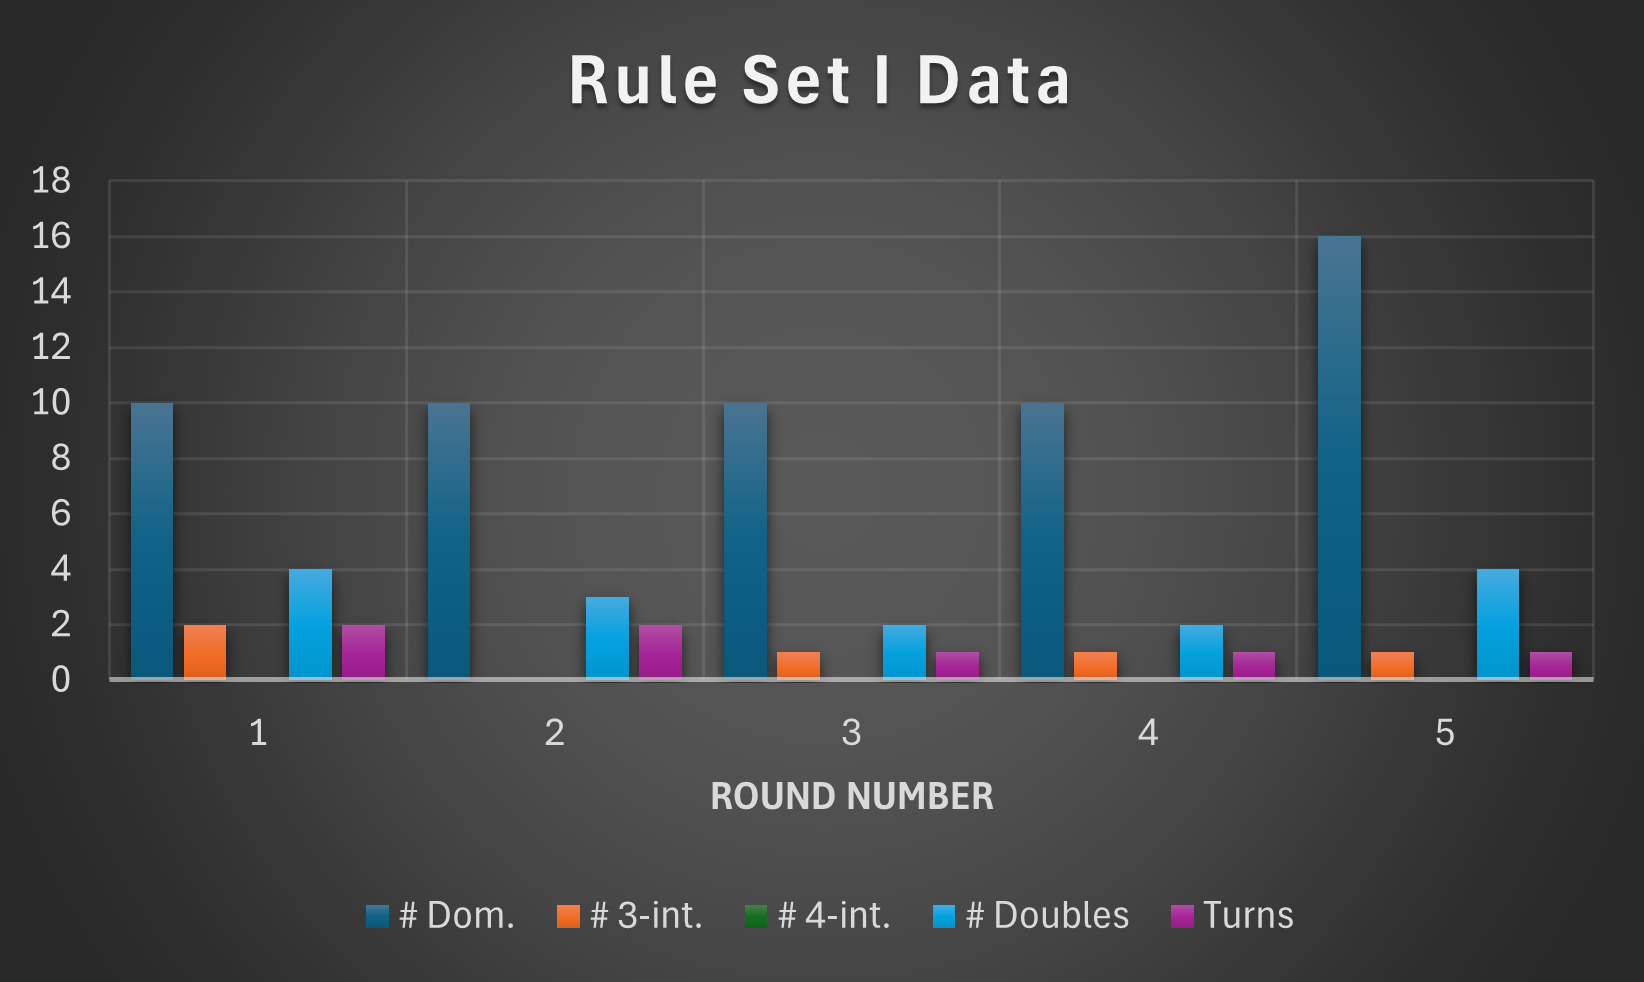 Rule Set I Data
18
16
14
12
10
8
6
4
2
0
1 2 3 4 5
ROUND NUMBER
# Dom. # 3-int. # 4-int. # Doubles Turns